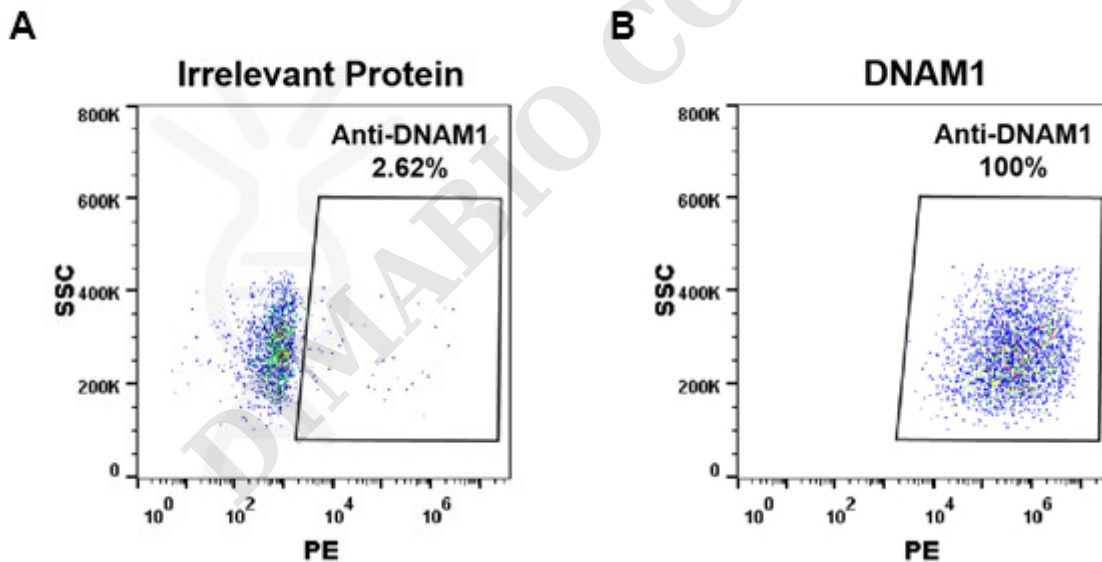 A
Irrelevant Protein
800K
600K
400K
200K
0
SSC
Anti-DNAM1
2.62%
10^0 10^2 10^4 10^6
PE
B
DNAM1
800K
600K
400K
200K
0
SSC
Anti-DNAM1
100%
10^0 10^2 10^4 10^6
PE
DIMABIO CO